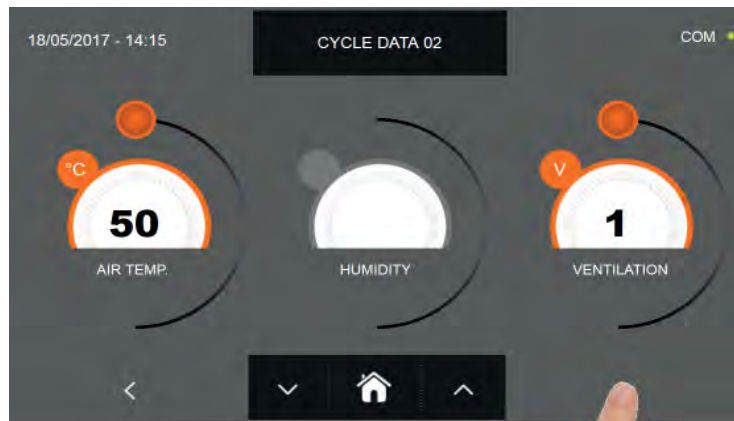 18/05/2017 - 14:15
CYCLE DATA 02
COM
°C
V
50
1
AIR TEMP.
HUMIDITY
VENTILATION